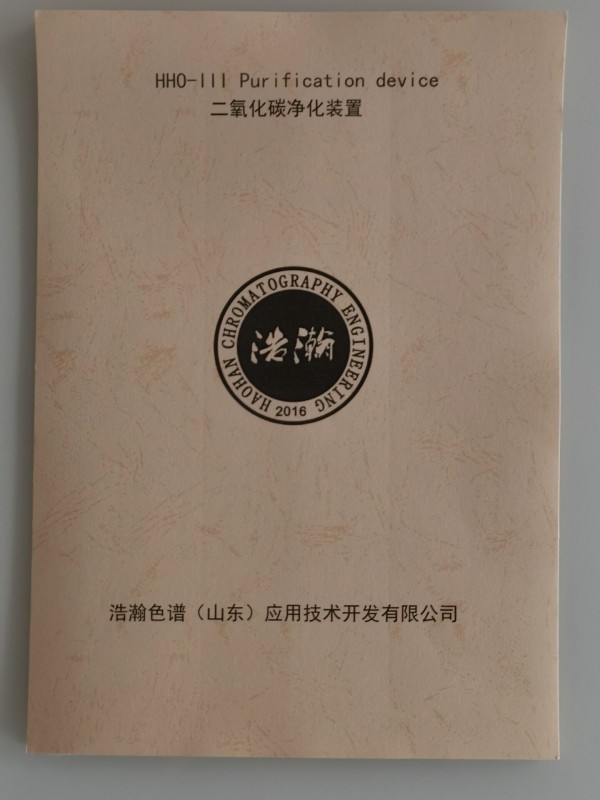 HHO-III Purification device
二氧化碳净化装置
HAOHAN CHROMATOGRAPHY ENGINEERING
浩瀚
2016
浩瀚色谱（山东）应用技术开发有限公司